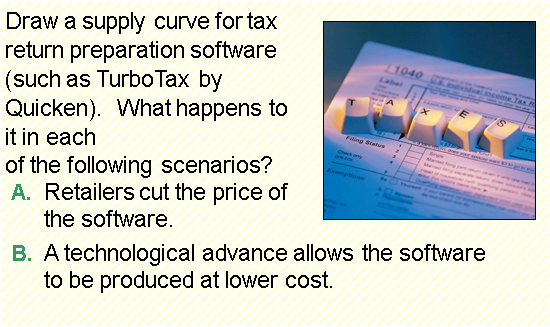 Draw a supply curve for tax
return preparation software
(such as TurboTax by
Quicken).  What happens to
it in each
of the following scenarios?
A. Retailers cut the price of
the software.
B. A technological advance allows the software
to be produced at lower cost.
1040
U.S. Individual Income Tax R
Label
T A X E S
Filing Status
Exemptions